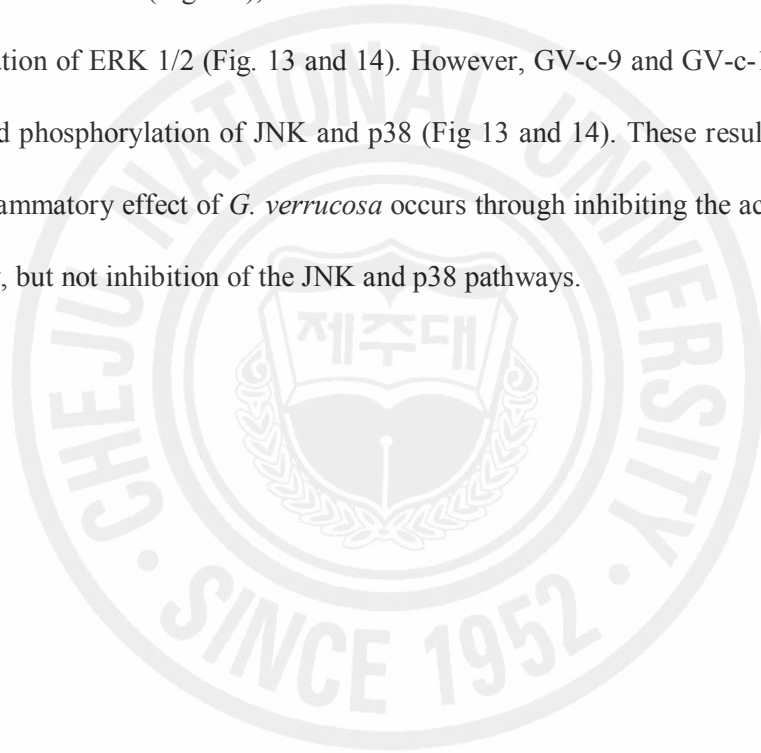 ation of ERK 1/2 (Fig. 13 and 14). However, GV-c-9 and GV-c-1
d phosphorylation of JNK and p38 (Fig 13 and 14). These resul
ammatory effect of G. verrucosa occurs through inhibiting the ac
, but not inhibition of the JNK and p38 pathways.
CHEJU NATIONAL UNIVERSITY
제주대
· SINCE 1952 ·